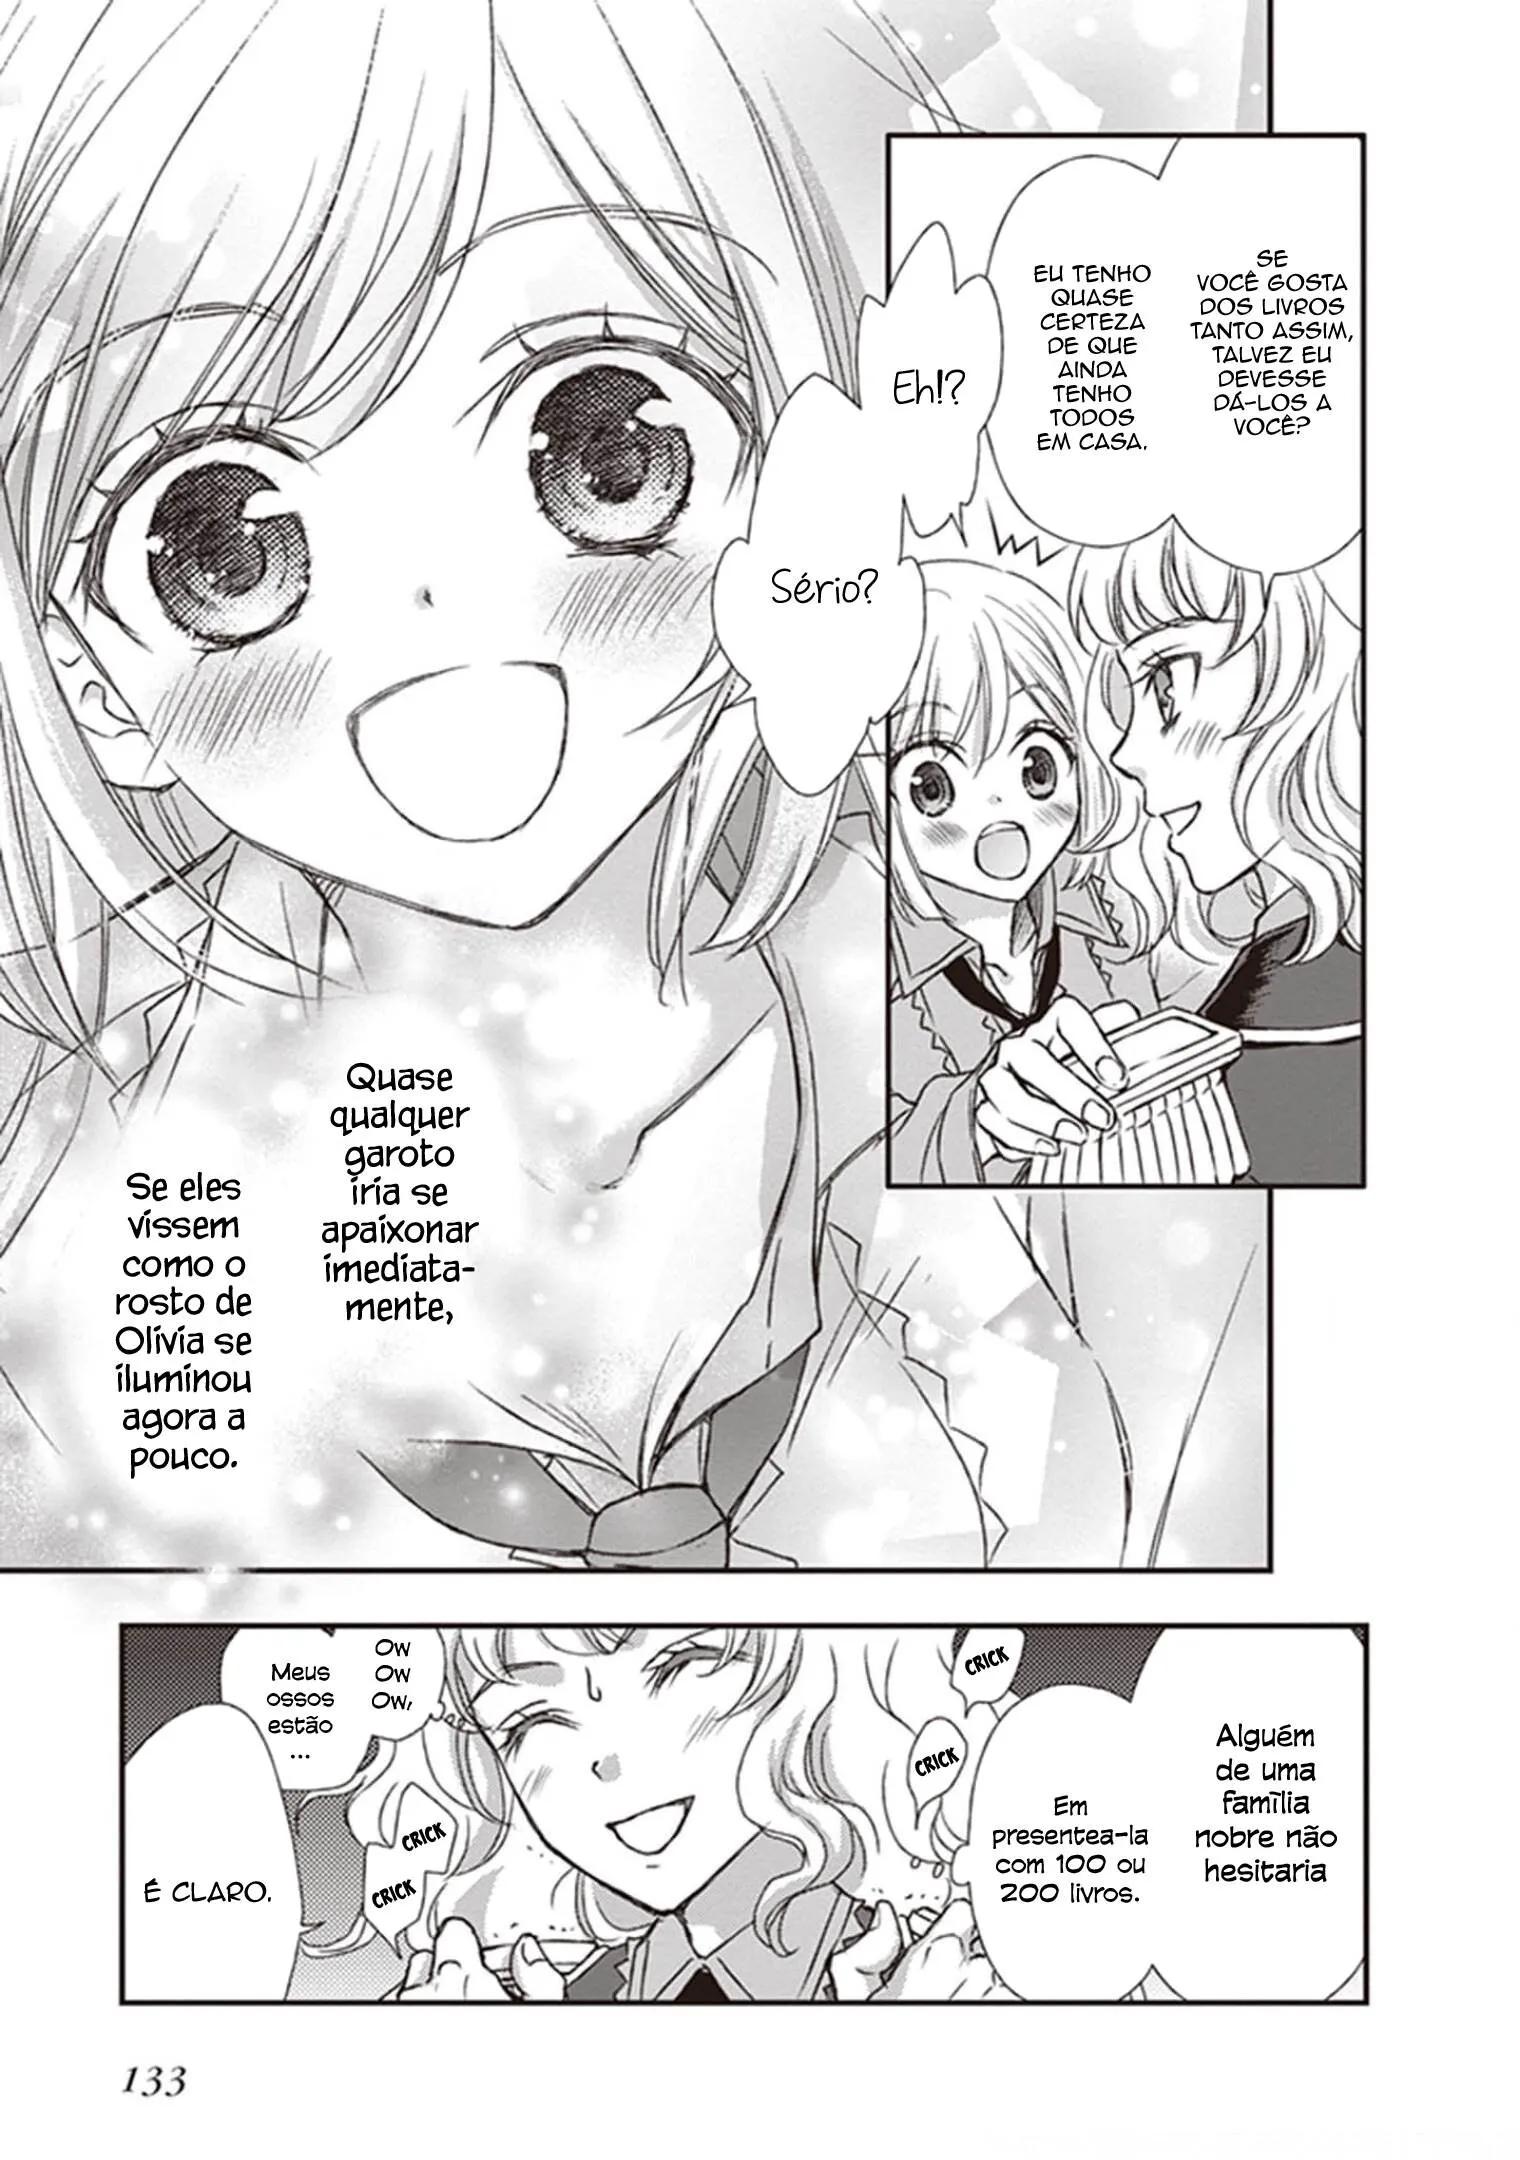 SE
VOCÊ GOSTA
DOS LIVROS
TANTO ASSIM,
TALVEZ EU
DEVESSE
DÁ-LOS A
VOCÊ?
EU TENHO
QUASE
CERTEZA
DE QUE
AINDA
TENHO
TODOS
EM CASA.
Eh!?
Sério?
Quase
qualquer
garoto
iria se
apaixonar
imediata-
mente,
Se eles
vissem
como o
rosto de
Olivia se
iluminou
agora a
pouco.
Alguém
de uma
família
nobre não
hesitaria
Em
presenteá-la
com 100 ou
200 livros.
CRICK
CRICK
Ow
Ow
Ow,
Meus
ossos
estão
...
CRICK
CRICK
É CLARO.
133